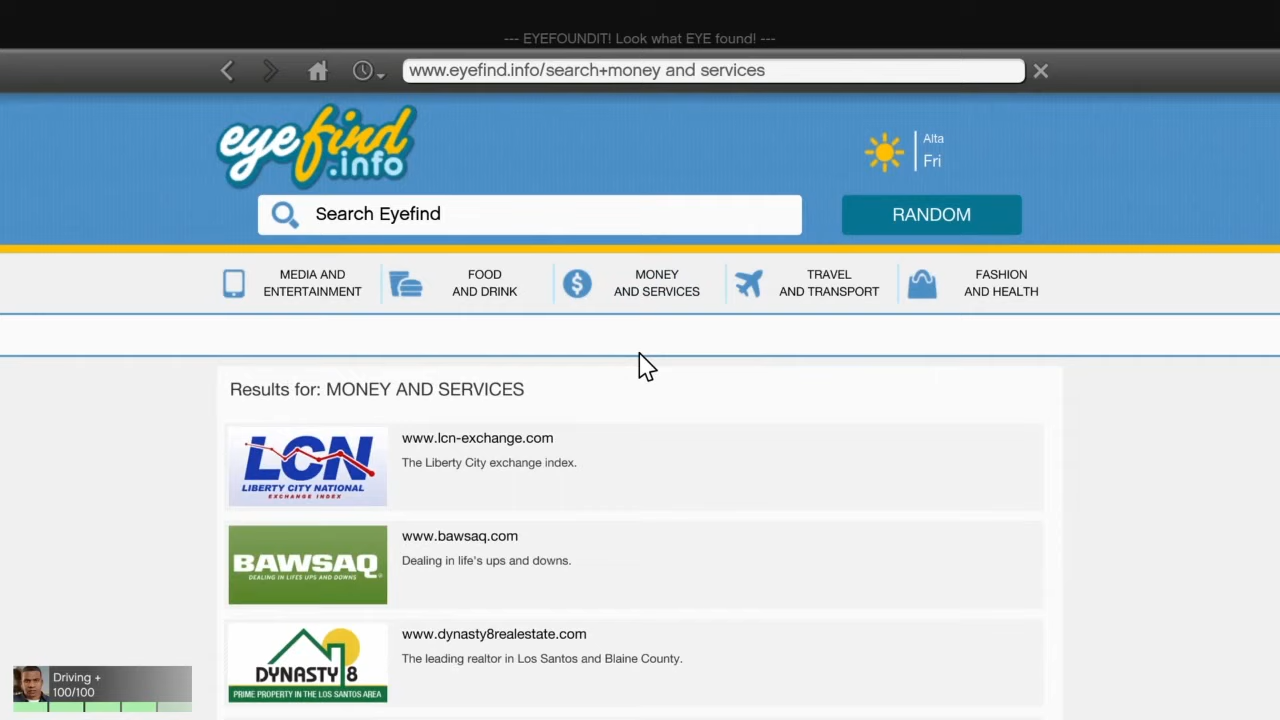 --- EYEFOUNDIT! Look what EYE found! ---
www.eyefind.info/search+money and services
eyefind
.info
Alta
Fri
Search Eyefind
RANDOM
MEDIA AND
ENTERTAINMENT
FOOD
AND DRINK
MONEY
AND SERVICES
TRAVEL
AND TRANSPORT
FASHION
AND HEALTH
Results for: MONEY AND SERVICES
LCN
LIBERTY CITY NATIONAL
EXCHANGE INDEX
www.lcn-exchange.com
The Liberty City exchange index.
BAWSAQ
DEALING IN LIFES UPS AND DOWNS
www.bawsaq.com
Dealing in life's ups and downs.
DYNASTY 8
PRIME PROPERTY IN THE LOS SANTOS AREA
www.dynasty8realestate.com
The leading realtor in Los Santos and Blaine County.
Driving +
100/100